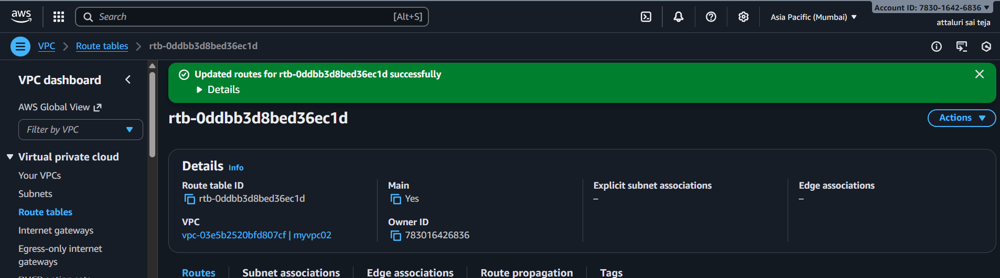 aws
Search [Alt+S]
Asia Pacific (Mumbai)
Account ID: 7830-1642-6836
attaluri sai teja
VPC
Route tables
rtb-0ddbb3d8bed36ec1d
VPC dashboard
AWS Global View
Filter by VPC
Virtual private cloud
Your VPCs
Subnets
Route tables
Internet gateways
Egress-only internet
gateways
Updated routes for rtb-0ddbb3d8bed36ec1d successfully
Details
rtb-0ddbb3d8bed36ec1d
Actions
Details Info
Route table ID
rtb-0ddbb3d8bed36ec1d
Main
Yes
Explicit subnet associations
–
Edge associations
–
VPC
vpc-03e5b2520bfd807cf | myvpc02
Owner ID
783016426836
Routes
Subnet associations
Edge associations
Route propagation
Tags